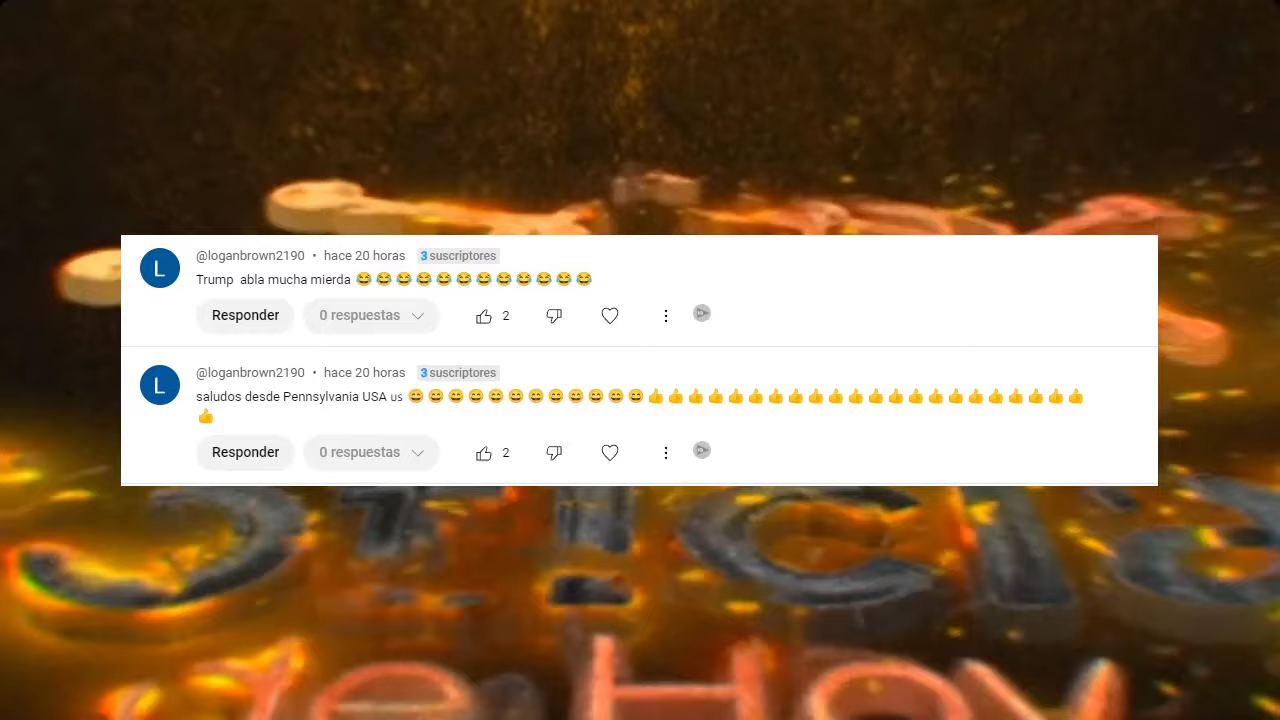 @loganbrown2190 • hace 20 horas 3 suscriptores
Trump abla mucha mierda 😂😂😂😂😂😂😂😂😂😂😂😂
Responder 0 respuestas 2
@loganbrown2190 • hace 20 horas 3 suscriptores
saludos desde Pennsylvania USA us 😄😄😄😄😄😄😄😄😄😄😄😄👍👍👍👍👍👍👍👍👍👍👍👍👍👍👍👍👍👍👍👍👍👍
👍
Responder 0 respuestas 2